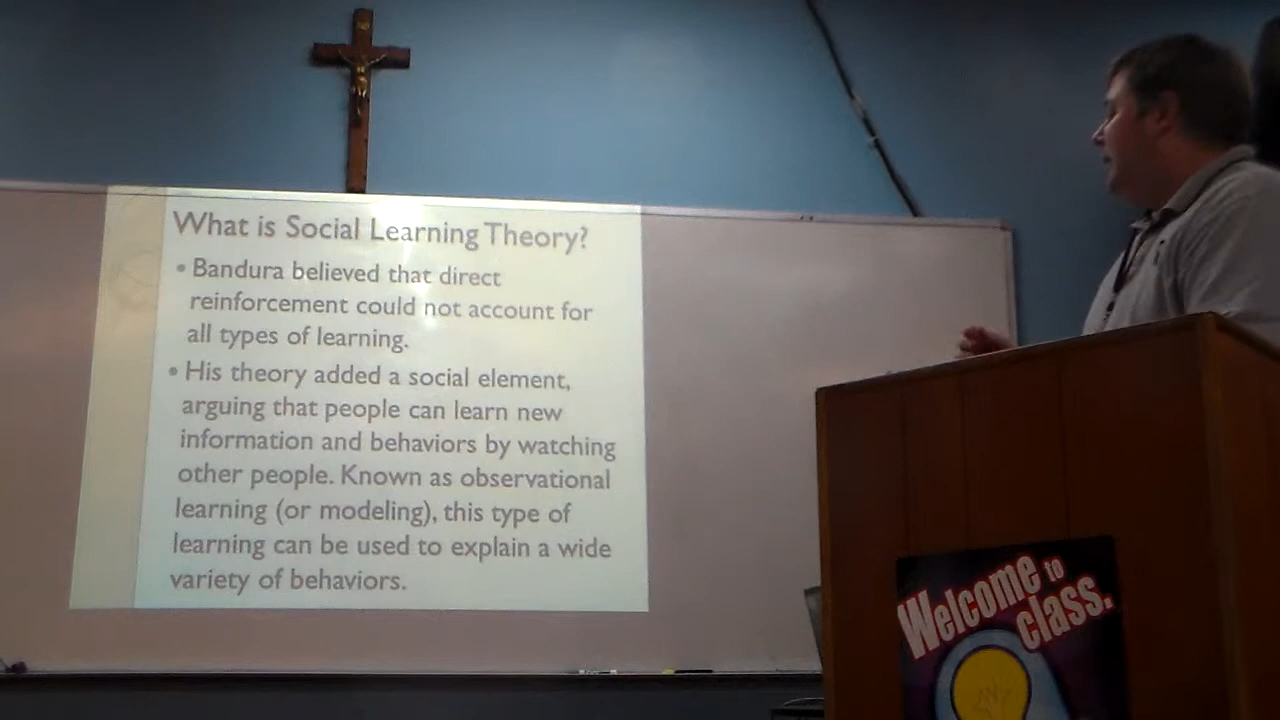 What is Social Learning Theory?
• Bandura believed that direct
reinforcement could not account for
all types of learning.
• His theory added a social element,
arguing that people can learn new
information and behaviors by watching
other people. Known as observational
learning (or modeling), this type of
learning can be used to explain a wide
variety of behaviors.
Welcome to
class.